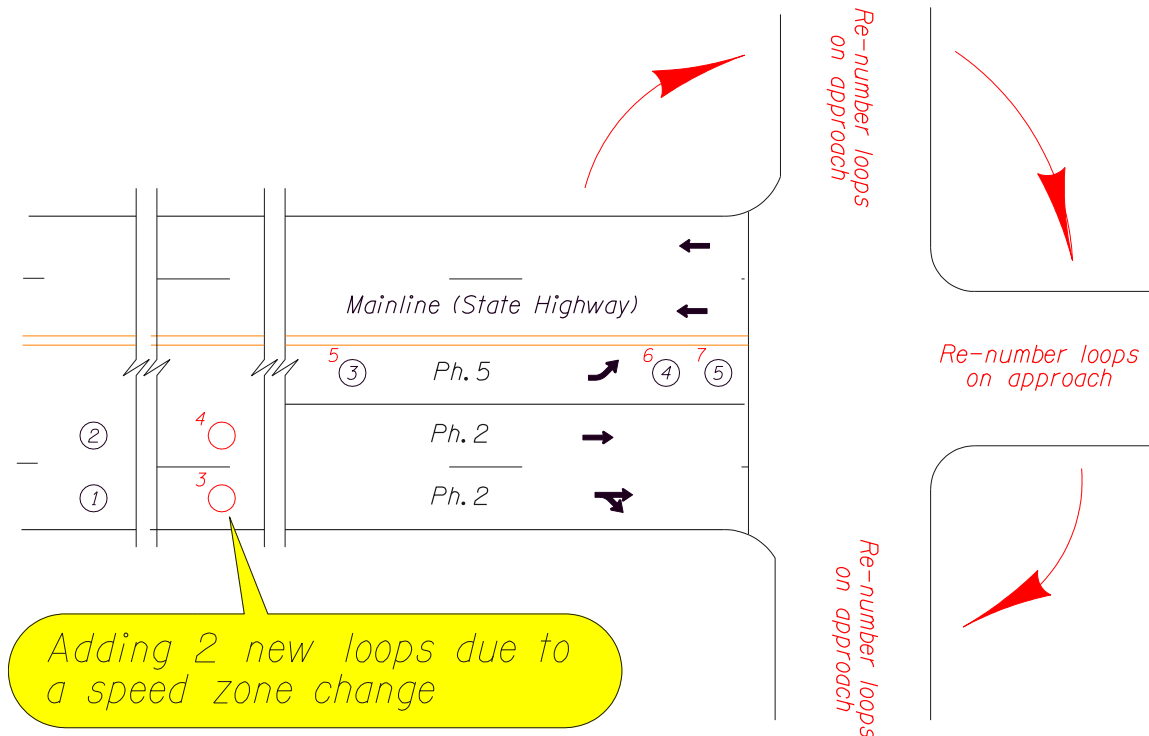 Re-number loops
on approach
Mainline (State Highway)
5
3
Ph. 5
6
4
7
5
Re-number loops
on approach
2
4
Ph. 2
1
3
Ph. 2
Re-number loops
on approach
Adding 2 new loops due to
a speed zone change